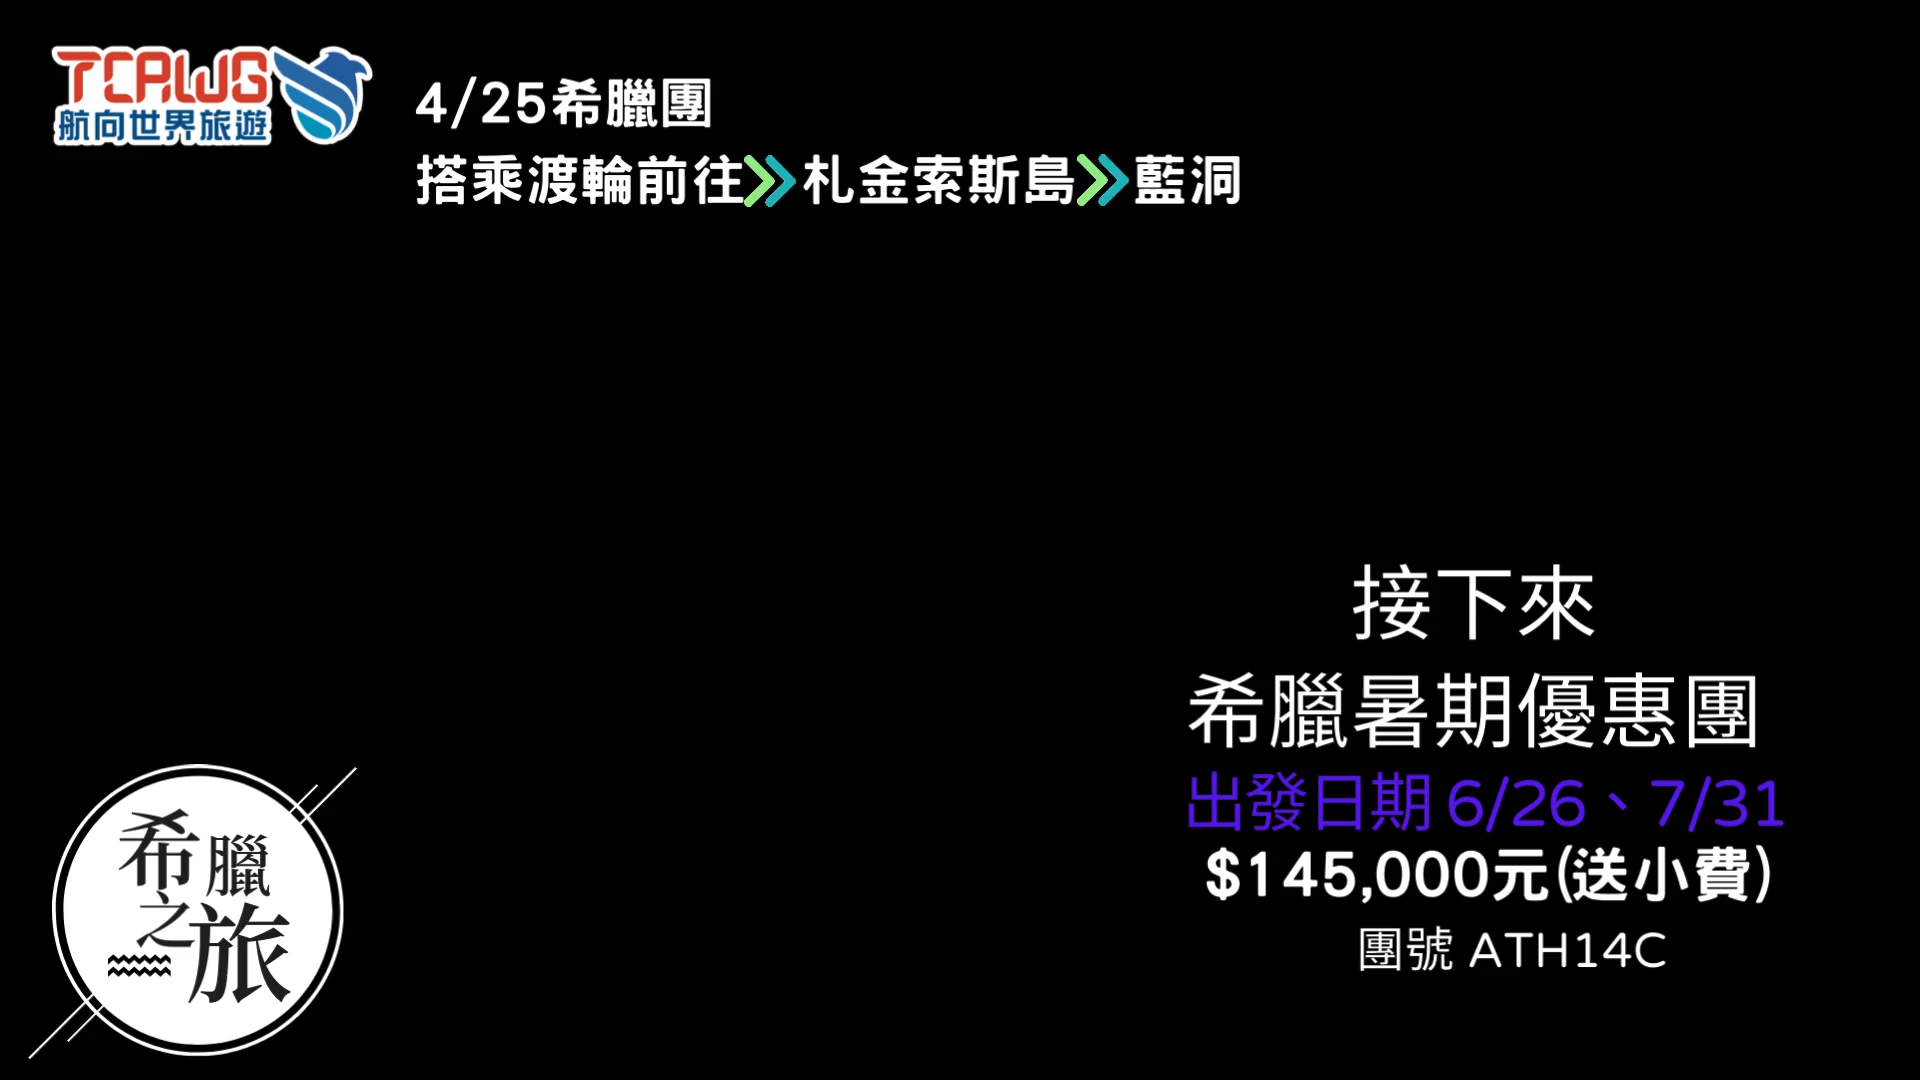 TCPLWG
航向世界旅遊
4/25希臘團
搭乘渡輪前往札金索斯島藍洞
接下來
希臘暑期優惠團
出發日期 6/26、7/31
$145,000元(送小費)
團號 ATH14C
希臘
之旅